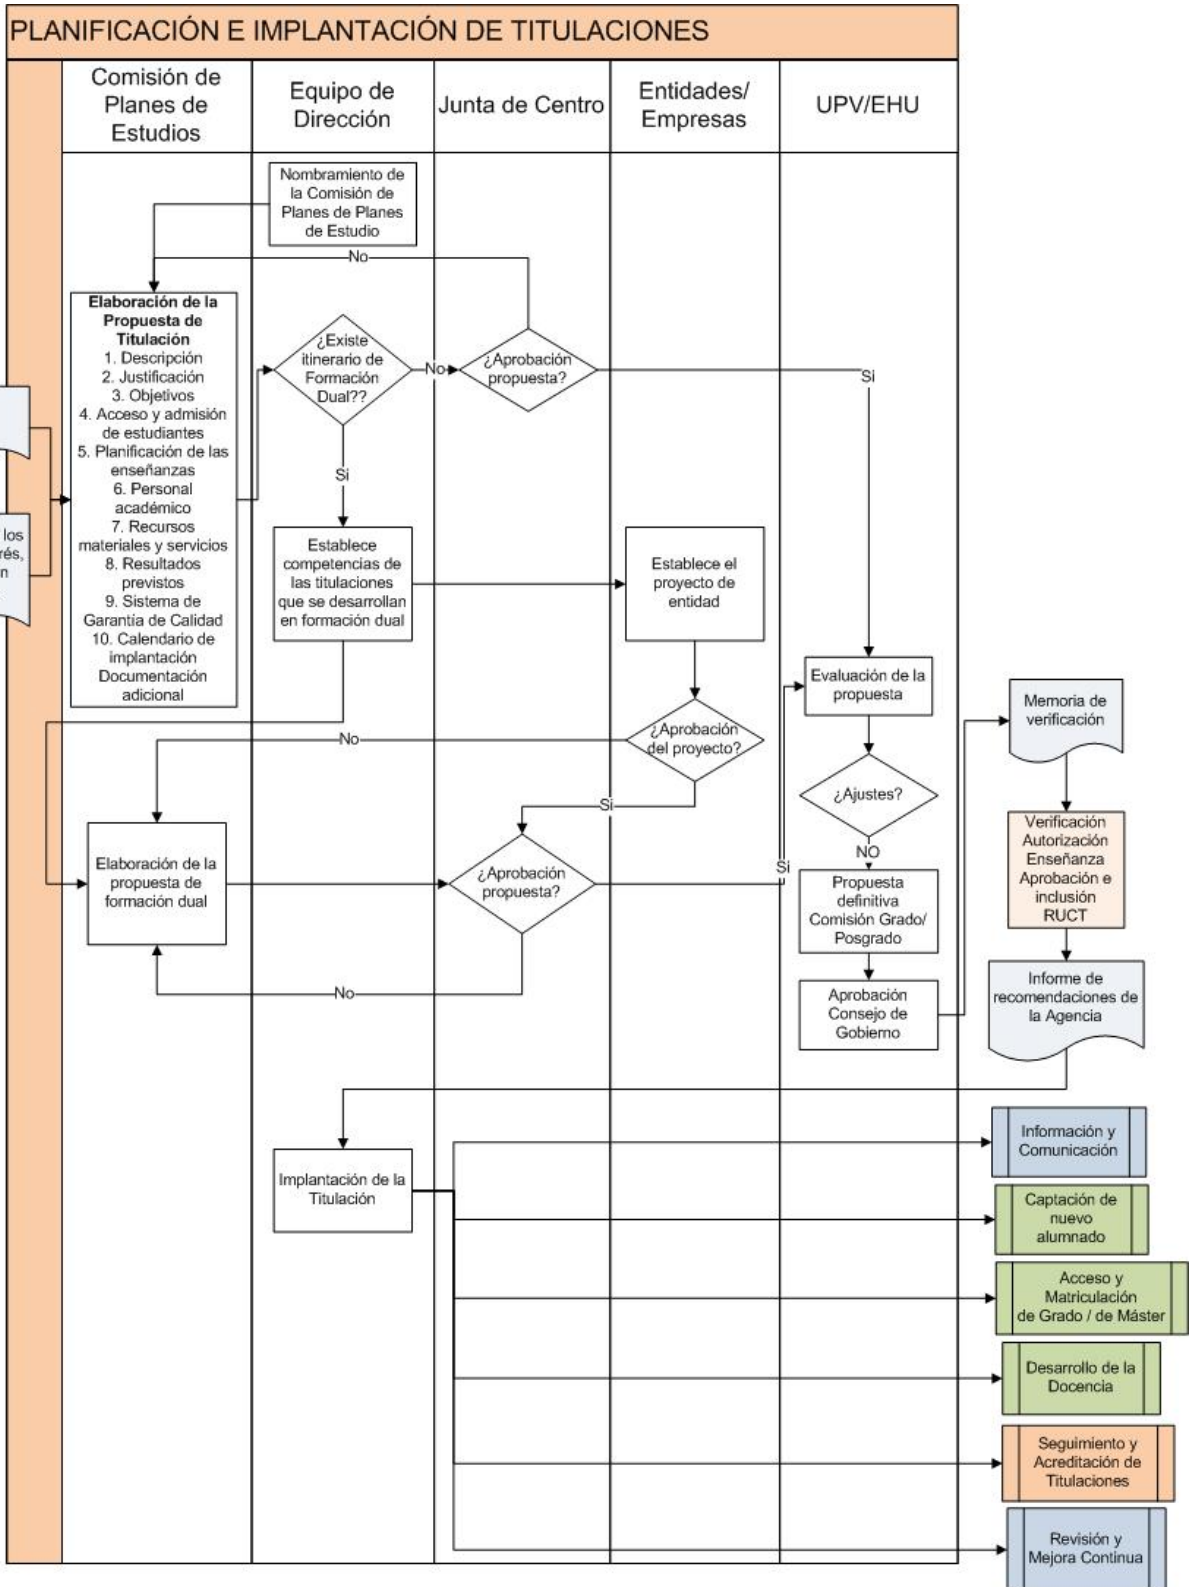 PLANIFICACIÓN E IMPLANTACIÓN DE TITULACIONES
Comisión de
Planes de
Estudios
Equipo de
Dirección
Junta de Centro
Entidades/
Empresas
UPV/EHU
Nombramiento de
la Comisión de
Planes de Planes
de Estudio
No
Elaboración de la
Propuesta de
Titulación
1. Descripción
2. Justificación
3. Objetivos
4. Acceso y admisión
de estudiantes
5. Planificación de las
enseñanzas
6. Personal
académico
7. Recursos
materiales y servicios
8. Resultados
previstos
9. Sistema de
Garantía de Calidad
10. Calendario de
implantación
Documentación
adicional
¿Existe
itinerario de
Formación
Dual??
No
¿Aprobación
propuesta?
Si
Si
los
rés,
n
Establece
competencias de
las titulaciones
que se desarrollan
en formación dual
Establece el
proyecto de
entidad
Evaluación de la
propuesta
Memoria de
verificación
¿Aprobación
del proyecto?
No
Si
¿Ajustes?
NO
Verificación
Autorización
Enseñanza
Aprobación e
inclusión
RUCT
Elaboración de la
propuesta de
formación dual
¿Aprobación
propuesta?
Si
No
Propuesta
definitiva
Comisión Grado/
Posgrado
Aprobación
Consejo de
Gobierno
Informe de
recomendaciones de
la Agencia
Implantación de la
Titulación
Información y
Comunicación
Captación de
nuevo
alumnado
Acceso y
Matriculación
de Grado / de Máster
Desarrollo de la
Docencia
Seguimiento y
Acreditación de
Titulaciones
Revisión y
Mejora Continua